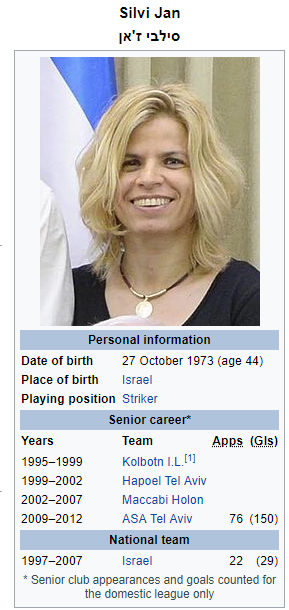 Silvi Jan
סילבי ז'אן
Personal information
Date of birth 27 October 1973 (age 44)
Place of birth Israel
Playing position Striker
Senior career*
Years Team Apps (Gls)
1995–1999 Kolbotn I.L.[1]
1999–2002 Hapoel Tel Aviv
2002–2007 Maccabi Holon
2009–2012 ASA Tel Aviv 76 (150)
National team
1997–2007 Israel 22 (29)
* Senior club appearances and goals counted for
the domestic league only